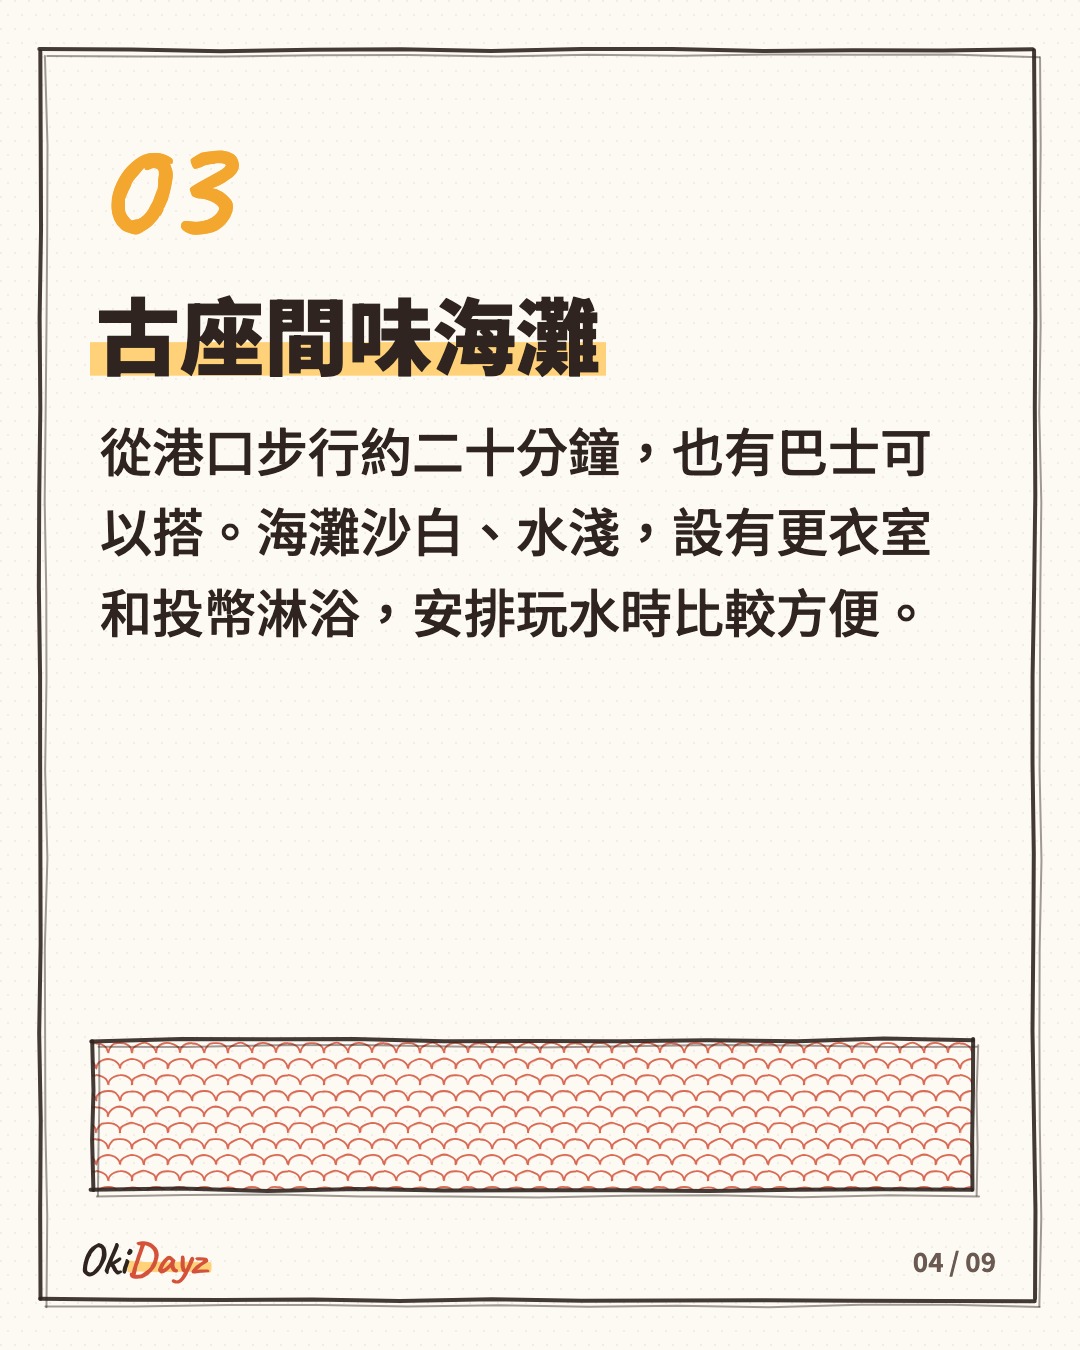 03
古座間味海灘
從港口步行約二十分鐘，也有巴士可
以搭。海灘沙白、水淺，設有更衣室
和投幣淋浴，安排玩水時比較方便。
OkiDayz
04 / 09